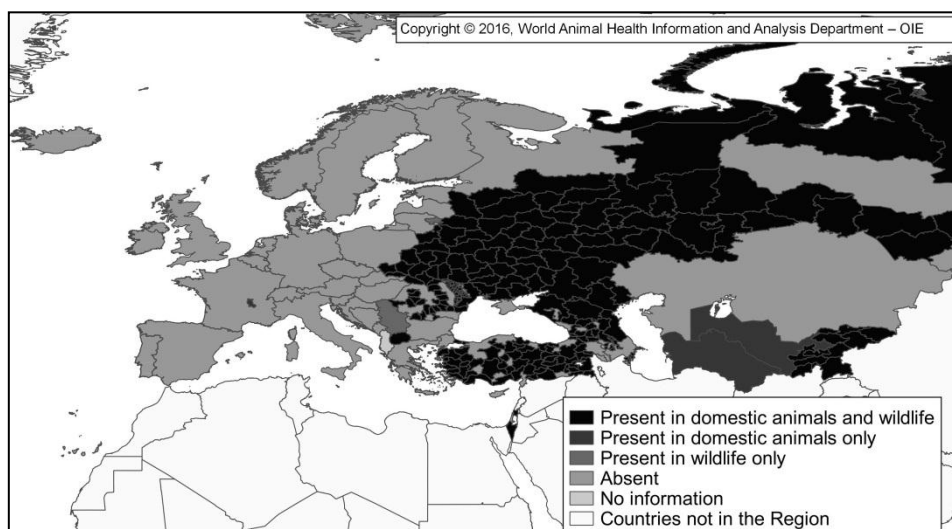 Copyright © 2016, World Animal Health Information and Analysis Department – OIE
Present in domestic animals and wildlife
Present in domestic animals only
Present in wildlife only
Absent
No information
Countries not in the Region